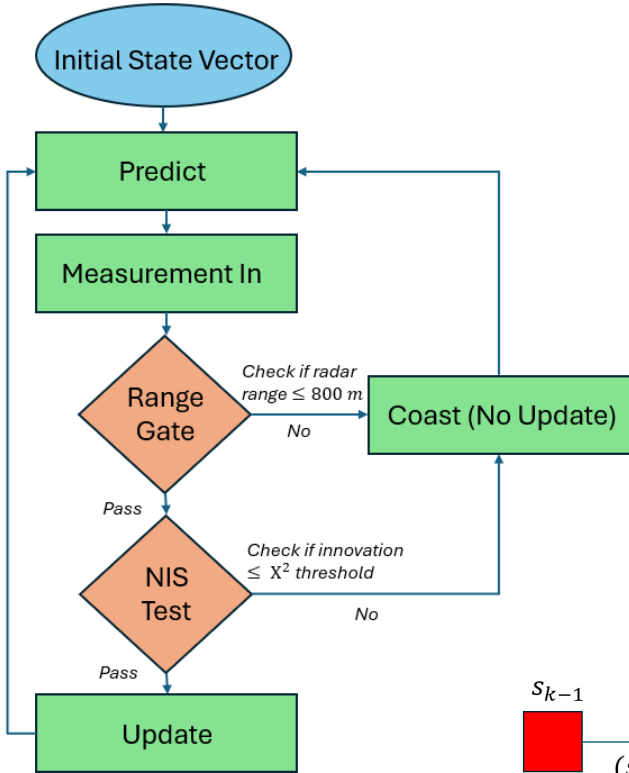 Initial State Vector
Predict
Measurement In
Check if radar
range ≤ 800 m
Range
Gate
No
Coast (No Update)
Pass
Check if innovation
≤ Χ² threshold
NIS
Test
No
Pass
Update
s_{k−1}
(s